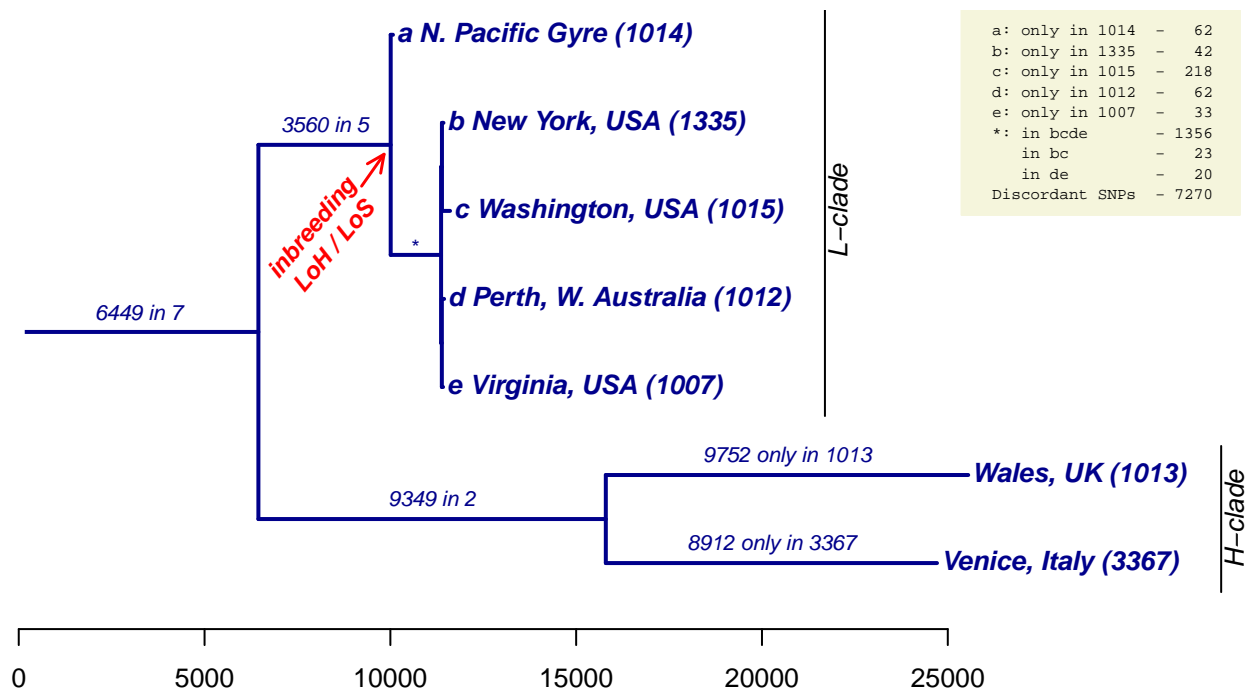 a N. Pacific Gyre (1014)
3560 in 5
b New York, USA (1335)
inbreeding
LoH / LoS
c Washington, USA (1015)
*
6449 in 7
d Perth, W. Australia (1012)
e Virginia, USA (1007)
L−clade
9752 only in 1013
Wales, UK (1013)
9349 in 2
8912 only in 3367
Venice, Italy (3367)
H−clade
a: only in 1014 − 62
b: only in 1335 − 42
c: only in 1015 − 218
d: only in 1012 − 62
e: only in 1007 − 33
*: in bcde − 1356
in bc − 23
in de − 20
Discordant SNPs − 7270
0 5000 10000 15000 20000 25000